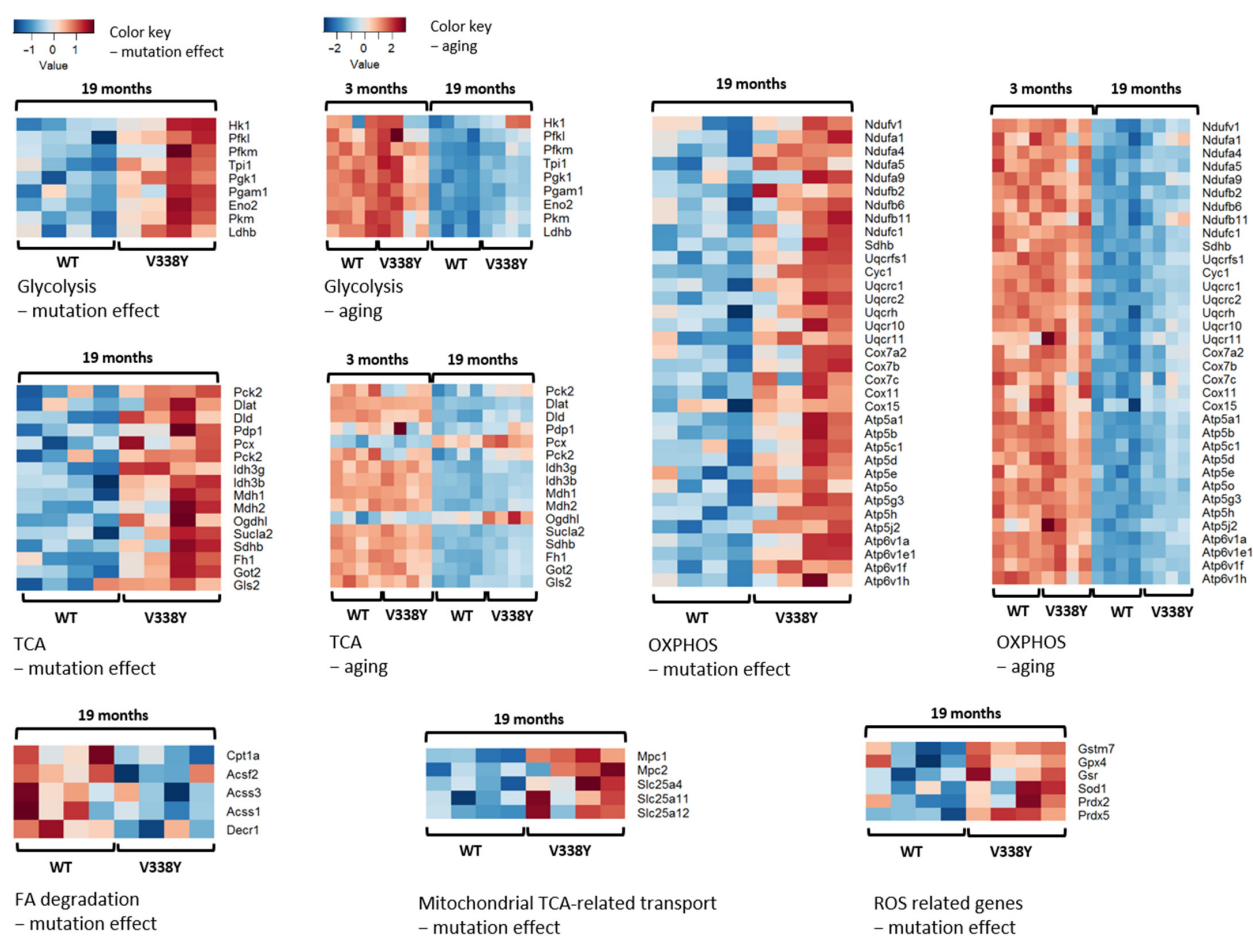 Color key
– mutation effect
−1 0 1
Value
Color key
– aging
−2 0 2
Value
19 months
Hk1
Pfkl
Pfkm
Tpi1
Pgk1
Pgam1
Eno2
Pkm
Ldhb
WT V338Y
Glycolysis
– mutation effect
3 months 19 months
Hk1
Pfkl
Pfkm
Tpi1
Pgk1
Pgam1
Eno2
Pkm
Ldhb
WT V338Y WT V338Y
Glycolysis
– aging
19 months
Ndufv1
Ndufa1
Ndufa4
Ndufa5
Ndufa9
Ndufb2
Ndufb6
Ndufb11
Ndufc1
Sdhb
Uqcrfs1
Cyc1
Uqcrc1
Uqcrc2
Uqcrh
Uqcr10
Uqcr11
Cox7a2
Cox7b
Cox7c
Cox11
Cox15
Atp5a1
Atp5b
Atp5c1
Atp5d
Atp5e
Atp5o
Atp5g3
Atp5h
Atp5j2
Atp6v1a
Atp6v1e1
Atp6v1f
Atp6v1h
WT V338Y
OXPHOS
– mutation effect
3 months 19 months
Ndufv1
Ndufa1
Ndufa4
Ndufa5
Ndufa9
Ndufb2
Ndufb6
Ndufb11
Ndufc1
Sdhb
Uqcrfs1
Cyc1
Uqcrc1
Uqcrc2
Uqcrh
Uqcr10
Uqcr11
Cox7a2
Cox7b
Cox7c
Cox11
Cox15
Atp5a1
Atp5b
Atp5c1
Atp5d
Atp5e
Atp5o
Atp5g3
Atp5h
Atp5j2
Atp6v1a
Atp6v1e1
Atp6v1f
Atp6v1h
WT V338Y WT V338Y
OXPHOS
– aging
19 months
Pck2
Dlat
Dld
Pdp1
Pcx
Pck2
Idh3g
Idh3b
Mdh1
Mdh2
Ogdhl
Sucla2
Sdhb
Fh1
Got2
Gls2
WT V338Y
TCA
– mutation effect
3 months 19 months
Pck2
Dlat
Dld
Pdp1
Pcx
Pck2
Idh3g
Idh3b
Mdh1
Mdh2
Ogdhl
Sucla2
Sdhb
Fh1
Got2
Gls2
WT V338Y WT V338Y
TCA
– aging
19 months
Cpt1a
Acsf2
Acss3
Acss1
Decr1
WT V338Y
FA degradation
– mutation effect
19 months
Mpc1
Mpc2
Slc25a4
Slc25a11
Slc25a12
WT V338Y
Mitochondrial TCA-related transport
– mutation effect
19 months
Gstm7
Gpx4
Gsr
Sod1
Prdx2
Prdx5
WT V338Y
ROS related genes
– mutation effect